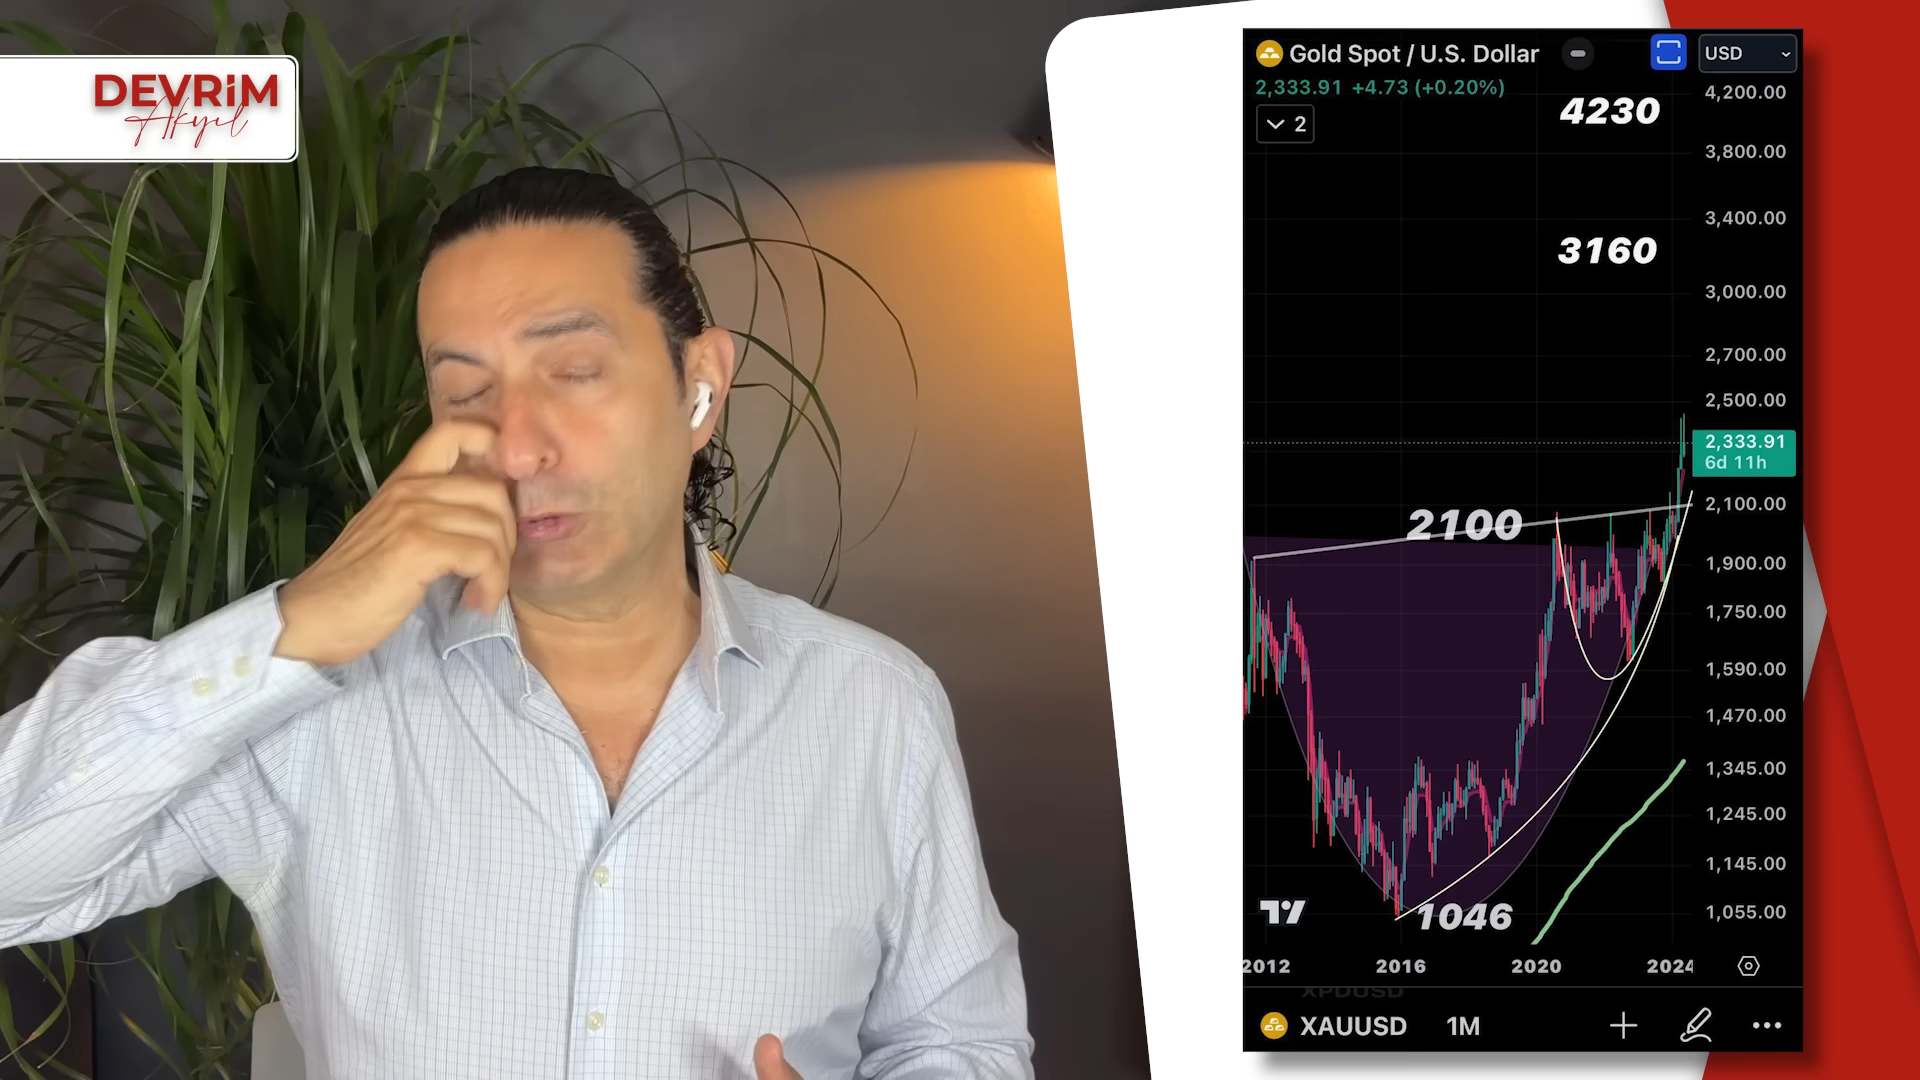 DEVRİM
Akyıl
Gold Spot / U.S. Dollar
USD
2,333.91 +4.73 (+0.20%)
2
4230
3160
2100
1046
4,200.00
3,800.00
3,400.00
3,000.00
2,700.00
2,500.00
2,333.91
6d 11h
2,100.00
1,900.00
1,750.00
1,590.00
1,470.00
1,345.00
1,245.00
1,145.00
1,055.00
2012 2016 2020 2024
XPDUSD
XAUUSD 1M